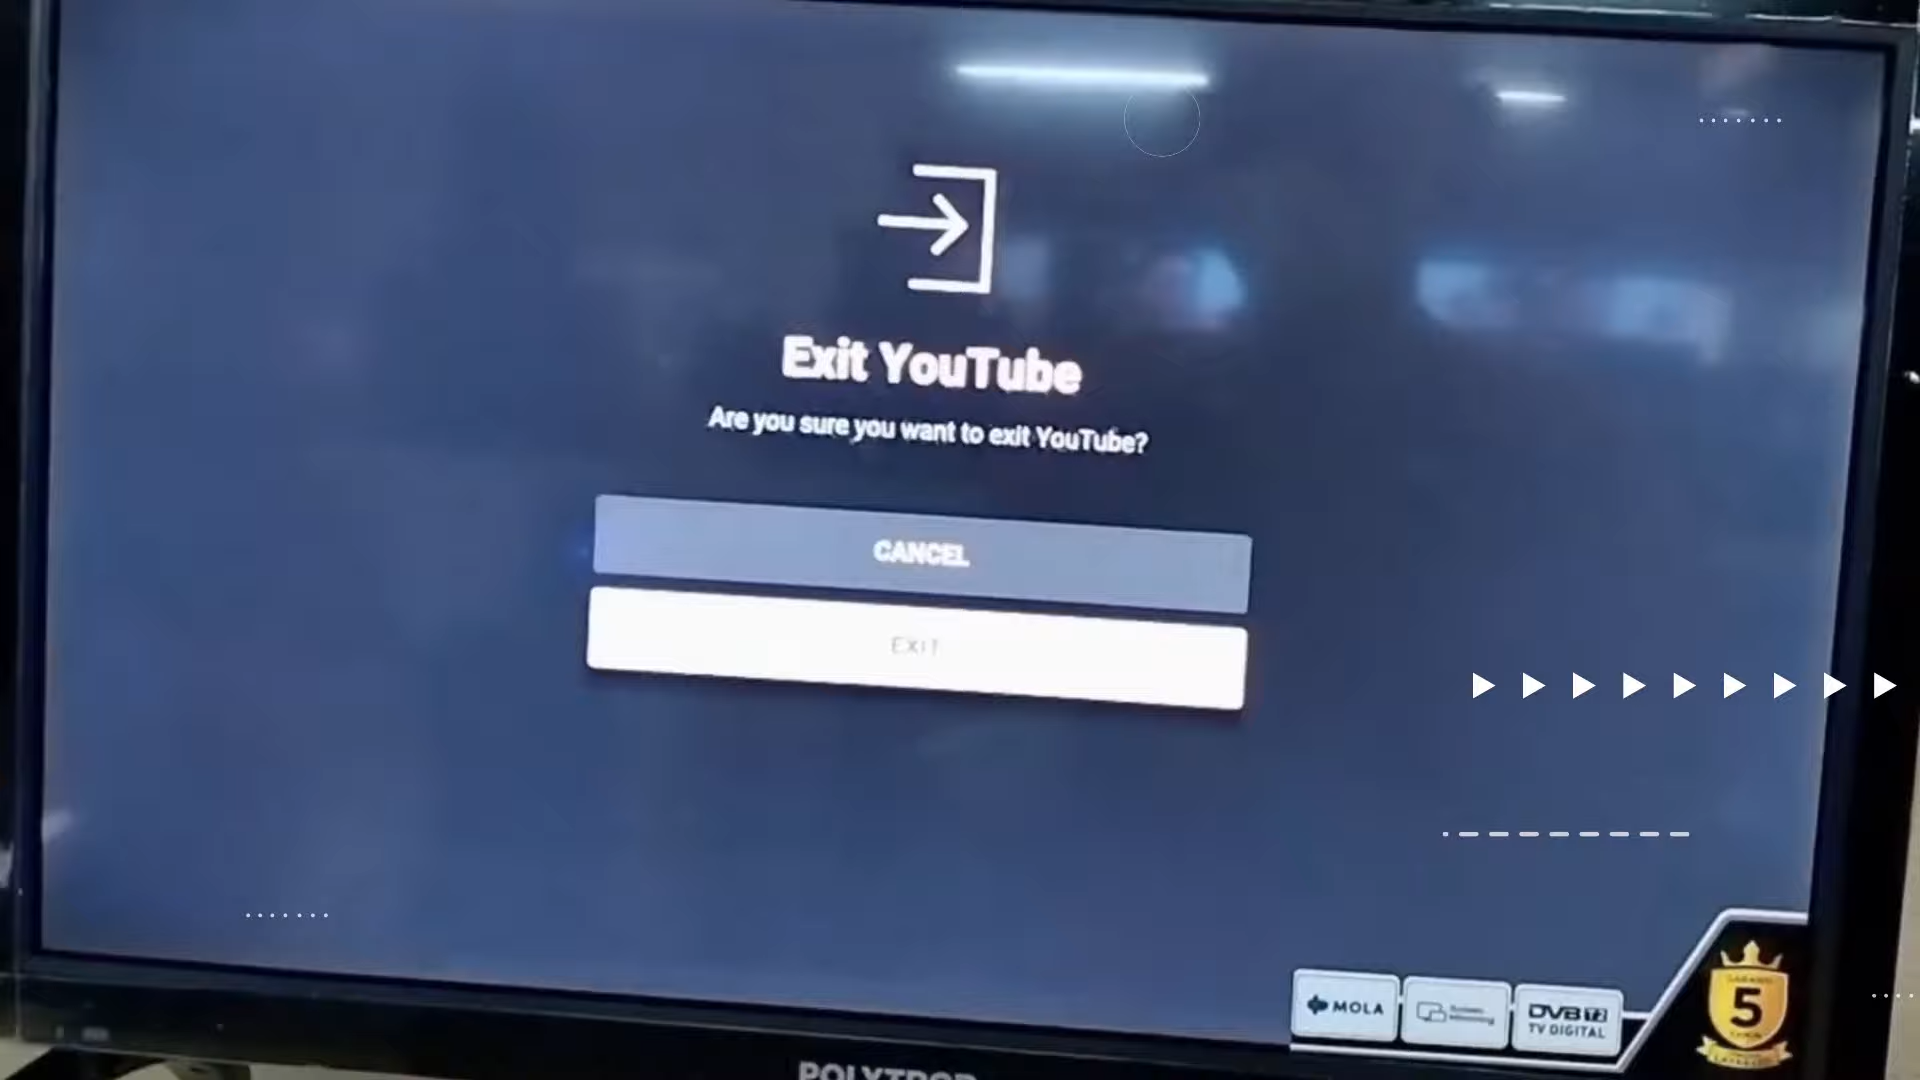 Exit YouTube
Are you sure you want to exit YouTube?
CANCEL
EXIT
MOLA
DVB T2
TV DIGITAL
5